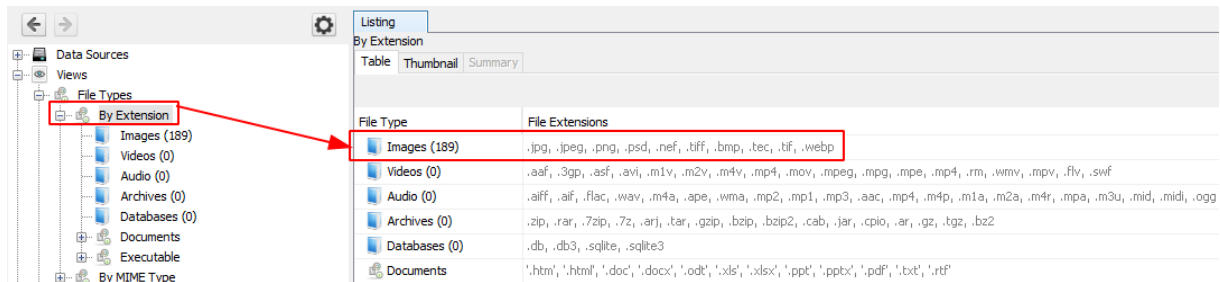 Data Sources
Views
File Types
By Extension
Images (189)
Videos (0)
Audio (0)
Archives (0)
Databases (0)
Documents
Executable
By MIME Type
Listing
By Extension
Table Thumbnail Summary
File Type File Extensions
Images (189) .jpg, .jpeg, .png, .psd, .nef, .tiff, .bmp, .tec, .tif, .webp
Videos (0) .aaf, .3gp, .asf, .avi, .m1v, .m2v, .m4v, .mp4, .mov, .mpeg, .mpg, .mpe, .mp4, .rm, .wmv, .mpv, .flv, .swf
Audio (0) .aiff, .aif, .flac, .wav, .m4a, .ape, .wma, .mp2, .mp1, .mp3, .aac, .mp4, .m4p, .m1a, .m2a, .m4r, .mpa, .m3u, .mid, .midi, .ogg
Archives (0) .zip, .rar, .7zip, .7z, .arj, .tar, .gzip, .bzip, .bzip2, .cab, .jar, .cpio, .ar, .gz, .tgz, .bz2
Databases (0) .db, .db3, .sqlite, .sqlite3
Documents '.htm', '.html', '.doc', '.docx', '.odt', '.xls', '.xlsx', '.ppt', '.pptx', '.pdf', '.txt', '.rtf'